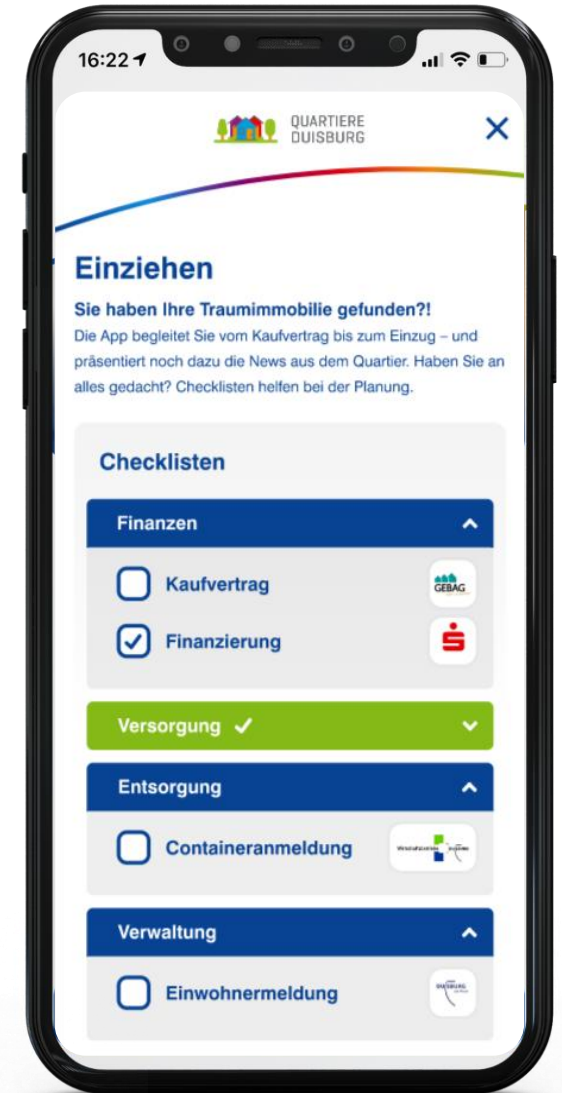 16:22
QUARTIERE
DUISBURG
Einziehen
Sie haben Ihre Traumimmobilie gefunden?!
Die App begleitet Sie vom Kaufvertrag bis zum Einzug – und
präsentiert noch dazu die News aus dem Quartier. Haben Sie an
alles gedacht? Checklisten helfen bei der Planung.
Checklisten
Finanzen
Kaufvertrag
GEBAG
Finanzierung
Versorgung
Entsorgung
Containeranmeldung
Verwaltung
Einwohnermeldung
DUISBURG